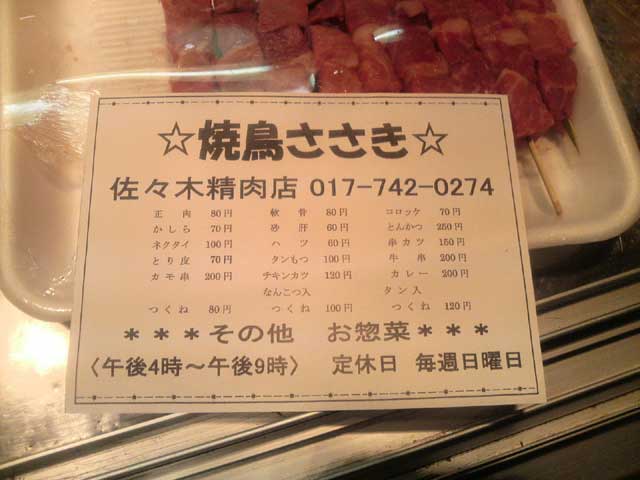 ☆焼鳥ささき☆
佐々木精肉店 017-742-0274
正肉 80円 軟骨 80円 コロッケ 70円
かしら 70円 砂肝 60円 とんかつ 250円
ネクタイ 100円 ハツ 60円 串カツ 150円
とり皮 70円 タンもつ 100円 牛串 200円
カモ串 200円 チキンカツ 120円 カレー 200円
なんこつ入 タン入
つくね 80円 つくね 100円 つくね 120円
＊＊＊その他 お惣菜＊＊＊
〈午後4時～午後9時〉 定休日 毎週日曜日